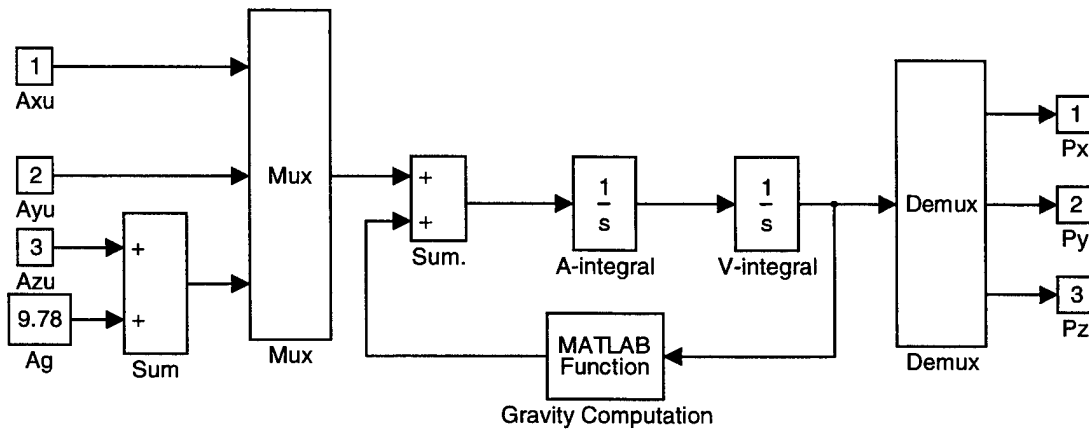 1
Axu
2
Ayu
3
Azu
9.78
Ag
+
+
Sum
Mux
Mux
+
+
Sum.
1
s
A-integral
1
s
V-integral
MATLAB
Function
Gravity Computation
Demux
Demux
1
Px
2
Py
3
Pz